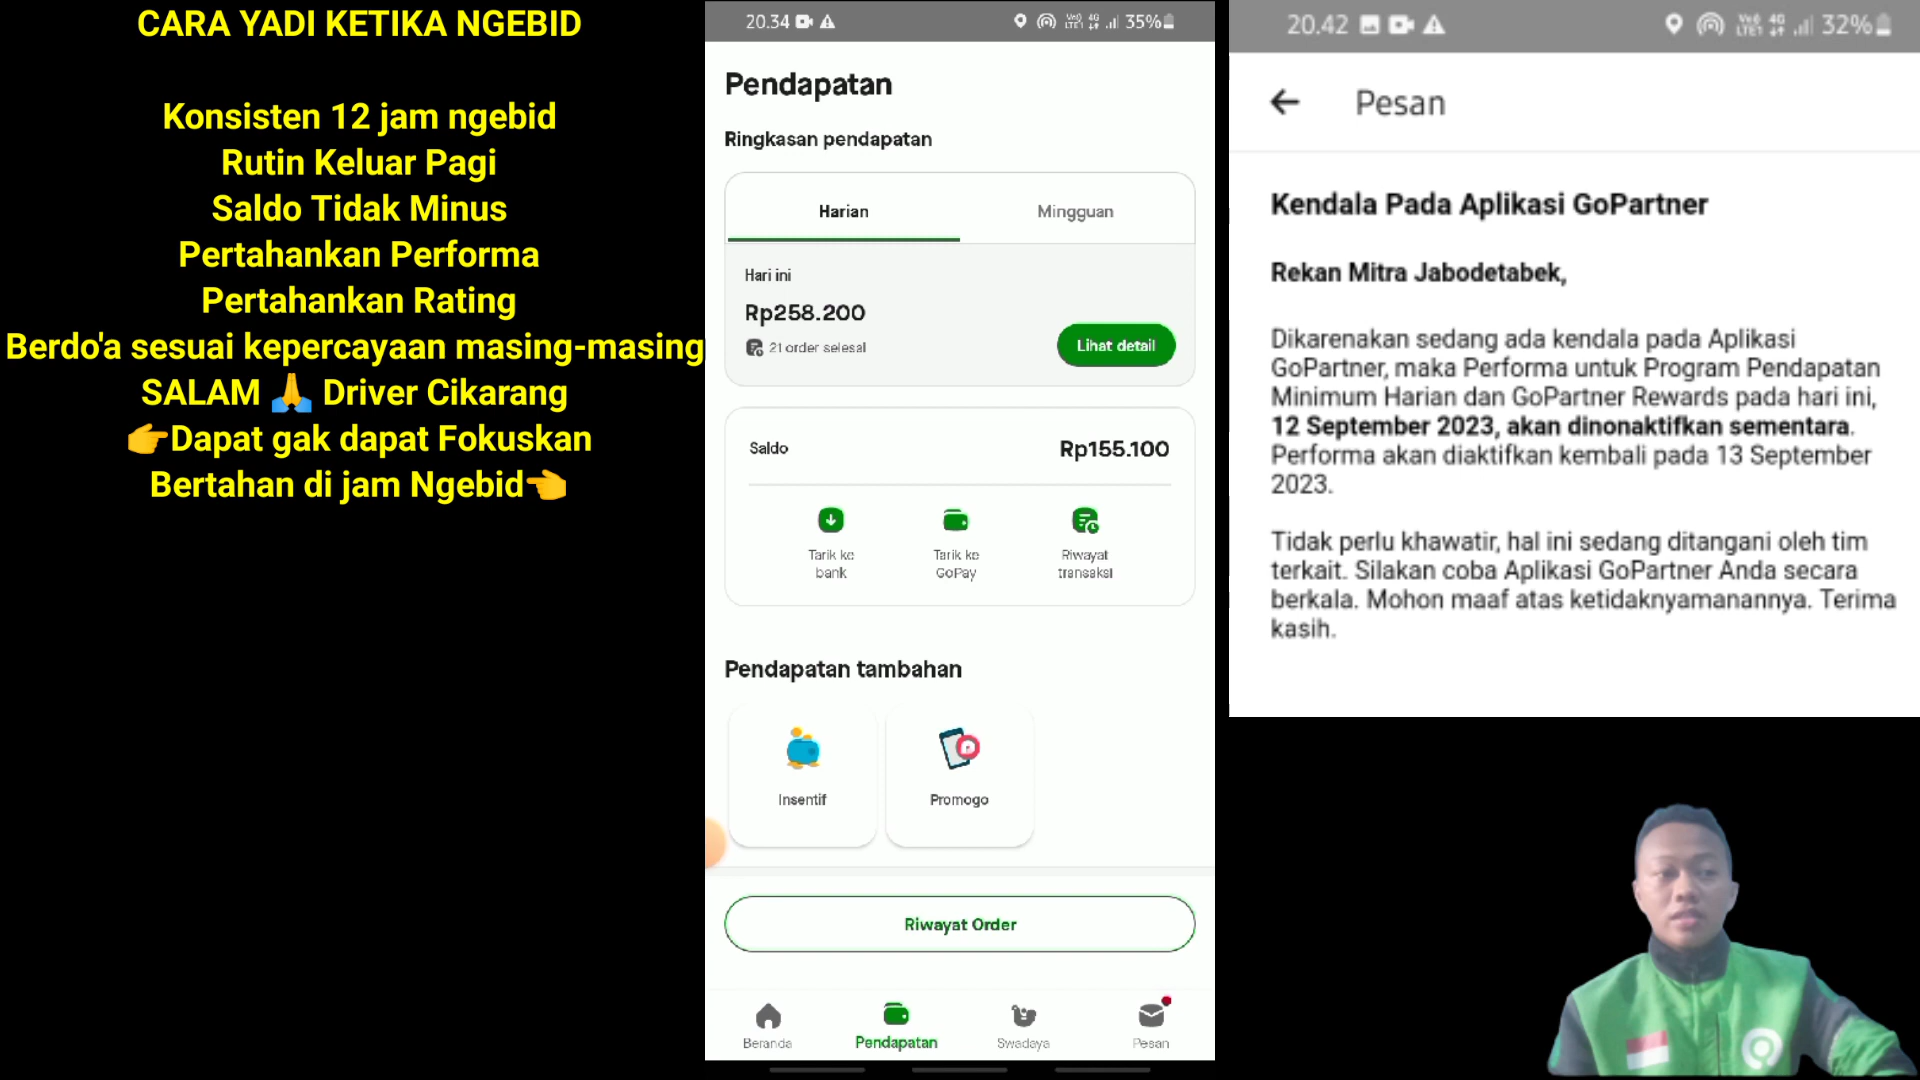 CARA YADI KETIKA NGEBID
Konsisten 12 jam ngebid
Rutin Keluar Pagi
Saldo Tidak Minus
Pertahankan Performa
Pertahankan Rating
Berdo'a sesuai kepercayaan masing-masing
SALAM 🙏 Driver Cikarang
👉Dapat gak dapat Fokuskan
Bertahan di jam Ngebid👈
20.34
35%
Pendapatan
Ringkasan pendapatan
Harian
Mingguan
Hari ini
Rp258.200
21 order selesai
Lihat detail
Saldo
Rp155.100
Tarik ke
bank
Tarik ke
GoPay
Riwayat
transaksi
Pendapatan tambahan
Insentif
Promogo
Riwayat Order
Beranda
Pendapatan
Swadaya
Pesan
20.42
32%
Pesan
Kendala Pada Aplikasi GoPartner
Rekan Mitra Jabodetabek,
Dikarenakan sedang ada kendala pada Aplikasi
GoPartner, maka Performa untuk Program Pendapatan
Minimum Harian dan GoPartner Rewards pada hari ini,
12 September 2023, akan dinonaktifkan sementara.
Performa akan diaktifkan kembali pada 13 September
2023.
Tidak perlu khawatir, hal ini sedang ditangani oleh tim
terkait. Silakan coba Aplikasi GoPartner Anda secara
berkala. Mohon maaf atas ketidaknyamanannya. Terima
kasih.